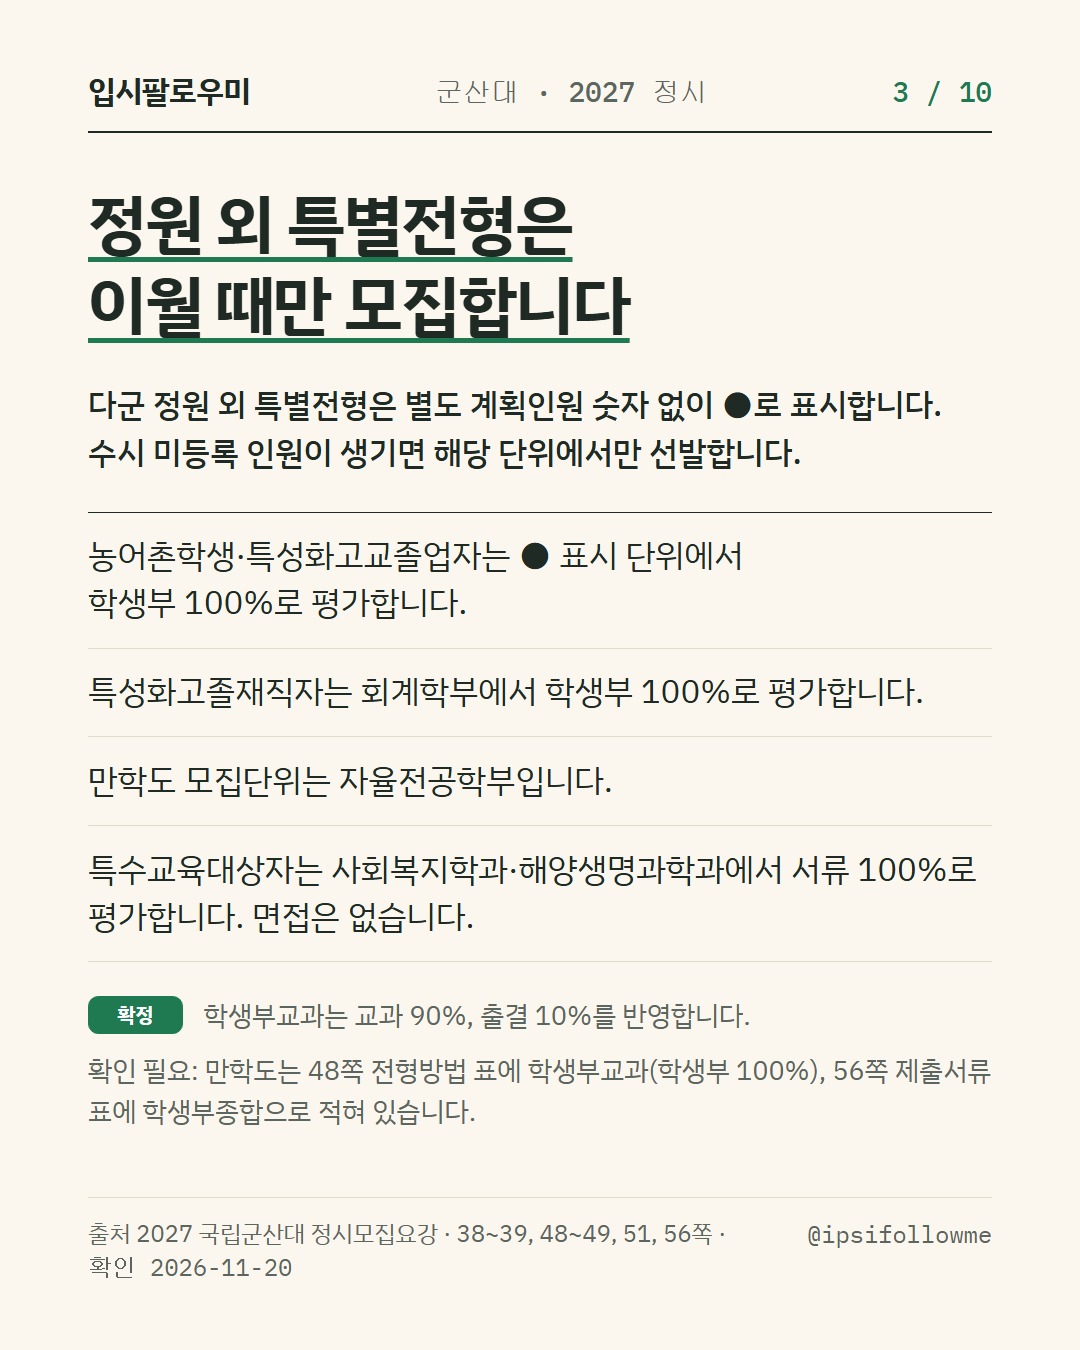 입시팔로우미
군산대 · 2027 정시
3 / 10
정원 외 특별전형은
이월 때만 모집합니다
다군 정원 외 특별전형은 별도 계획인원 숫자 없이 ●로 표시합니다.
수시 미등록 인원이 생기면 해당 단위에서만 선발합니다.
농어촌학생·특성화고교졸업자는 ● 표시 단위에서
학생부 100%로 평가합니다.
특성화고졸재직자는 회계학부에서 학생부 100%로 평가합니다.
만학도 모집단위는 자율전공학부입니다.
특수교육대상자는 사회복지학과·해양생명과학과에서 서류 100%로
평가합니다. 면접은 없습니다.
확정 학생부교과는 교과 90%, 출결 10%를 반영합니다.
확인 필요: 만학도는 48쪽 전형방법 표에 학생부교과(학생부 100%), 56쪽 제출서류
표에 학생부종합으로 적혀 있습니다.
출처 2027 국립군산대 정시모집요강 · 38~39, 48~49, 51, 56쪽 ·
확인 2026-11-20
@ipsifollowme